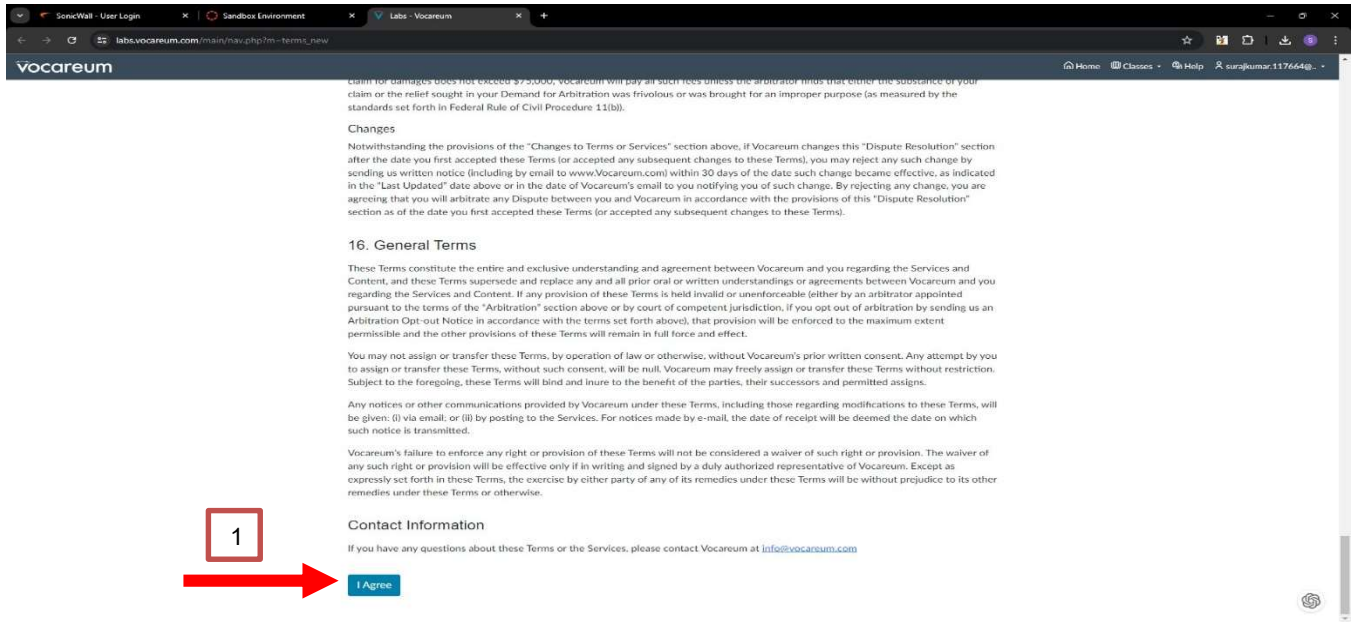 SonicWall - User Login
Sandbox Environment
Labs - Vocareum
labs.vocareum.com/main/nav.php?m=terms_new
S
vocareum
Home Classes Help surajkumar.117664@..
claim for damages does not exceed $75,000, Vocareum will pay all such fees unless the arbitrator finds that either the substance of your
claim or the relief sought in your Demand for Arbitration was frivolous or was brought for an improper purpose (as measured by the
standards set forth in Federal Rule of Civil Procedure 11(b)).
Changes
Notwithstanding the provisions of the "Changes to Terms or Services" section above, if Vocareum changes this "Dispute Resolution" section
after the date you first accepted these Terms (or accepted any subsequent changes to these Terms), you may reject any such change by
sending us written notice (including by email to www.Vocareum.com) within 30 days of the date such change became effective, as indicated
in the "Last Updated" date above or in the date of Vocareum's email to you notifying you of such change. By rejecting any change, you are
agreeing that you will arbitrate any Dispute between you and Vocareum in accordance with the provisions of this "Dispute Resolution"
section as of the date you first accepted these Terms (or accepted any subsequent changes to these Terms).
16. General Terms
These Terms constitute the entire and exclusive understanding and agreement between Vocareum and you regarding the Services and
Content, and these Terms supersede and replace any and all prior oral or written understandings or agreements between Vocareum and you
regarding the Services and Content. If any provision of these Terms is held invalid or unenforceable (either by an arbitrator appointed
pursuant to the terms of the "Arbitration" section above or by court of competent jurisdiction, if you opt out of arbitration by sending us an
Arbitration Opt-out Notice in accordance with the terms set forth above), that provision will be enforced to the maximum extent
permissible and the other provisions of these Terms will remain in full force and effect.
You may not assign or transfer these Terms, by operation of law or otherwise, without Vocareum's prior written consent. Any attempt by you
to assign or transfer these Terms, without such consent, will be null. Vocareum may freely assign or transfer these Terms without restriction.
Subject to the foregoing, these Terms will bind and inure to the benefit of the parties, their successors and permitted assigns.
Any notices or other communications provided by Vocareum under these Terms, including those regarding modifications to these Terms, will
be given: (i) via email; or (ii) by posting to the Services. For notices made by e-mail, the date of receipt will be deemed the date on which
such notice is transmitted.
Vocareum's failure to enforce any right or provision of these Terms will not be considered a waiver of such right or provision. The waiver of
any such right or provision will be effective only if in writing and signed by a duly authorized representative of Vocareum. Except as
expressly set forth in these Terms, the exercise by either party of any of its remedies under these Terms will be without prejudice to its other
remedies under these Terms or otherwise.
Contact Information
1
If you have any questions about these Terms or the Services, please contact Vocareum at info@vocareum.com
I Agree